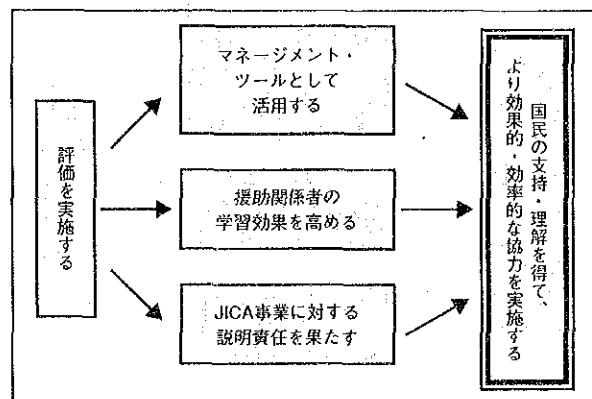 評価を実施する
マネージメント・
ツールとして
活用する
援助関係者の
学習効果を高める
JICA事業に対する
説明責任を果たす
国民の支持・理解を得て、
より効果的・効率的な協力を実施する